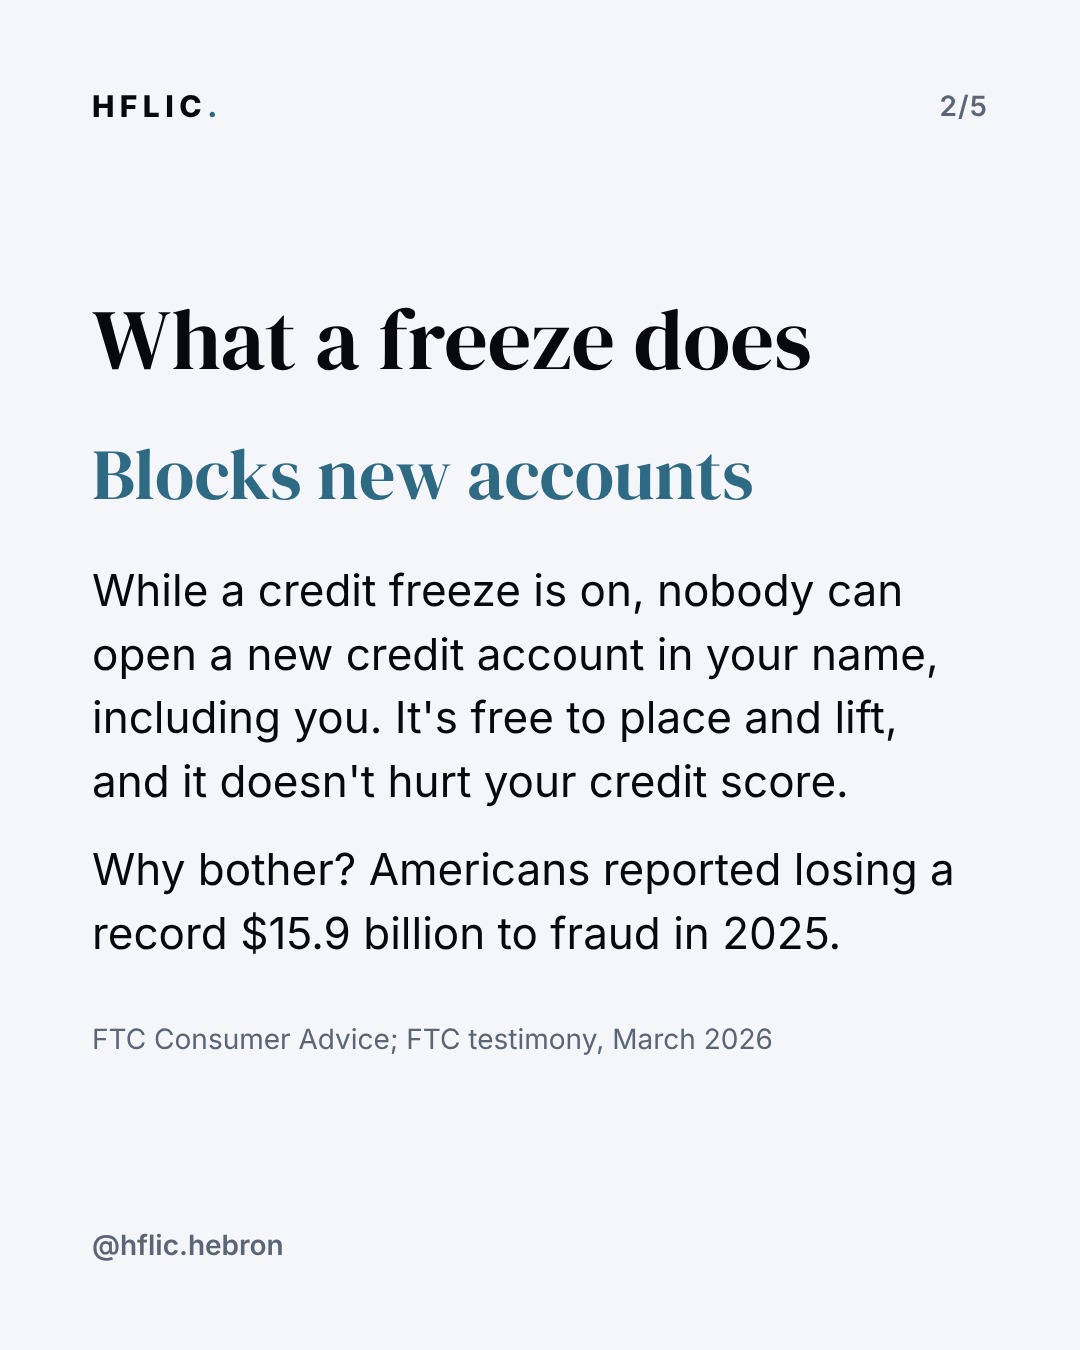 HFLIC.
2/5
What a freeze does
Blocks new accounts
While a credit freeze is on, nobody can
open a new credit account in your name,
including you. It's free to place and lift,
and it doesn't hurt your credit score.
Why bother? Americans reported losing a
record $15.9 billion to fraud in 2025.
FTC Consumer Advice; FTC testimony, March 2026
@hflic.hebron